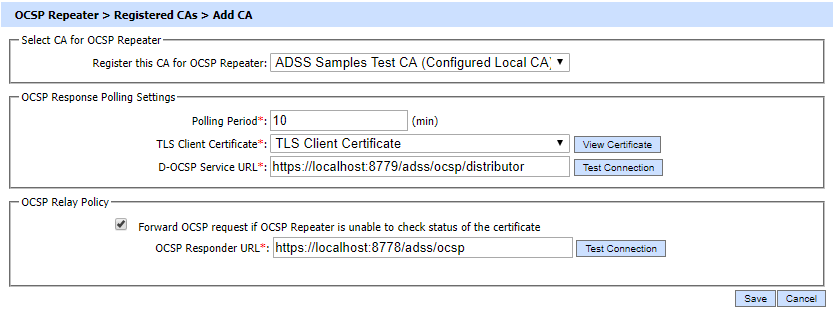 OCSP Repeater > Registered CAs > Add CA
Select CA for OCSP Repeater
Register this CA for OCSP Repeater: ADSS Samples Test CA (Configured Local CA)
OCSP Response Polling Settings
Polling Period*: 10 (min)
TLS Client Certificate*: TLS Client Certificate View Certificate
D-OCSP Service URL*: https://localhost:8779/adss/ocsp/distributor Test Connection
OCSP Relay Policy
Forward OCSP request if OCSP Repeater is unable to check status of the certificate
OCSP Responder URL*: https://localhost:8778/adss/ocsp Test Connection
Save Cancel